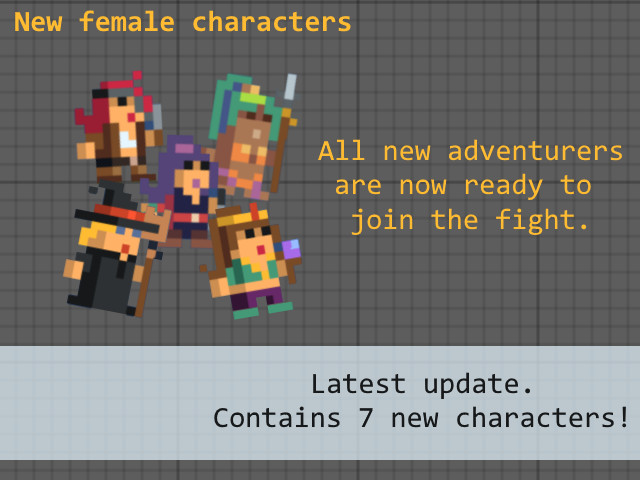 New female characters
All new adventurers
are now ready to
join the fight.
Latest update.
Contains 7 new characters!